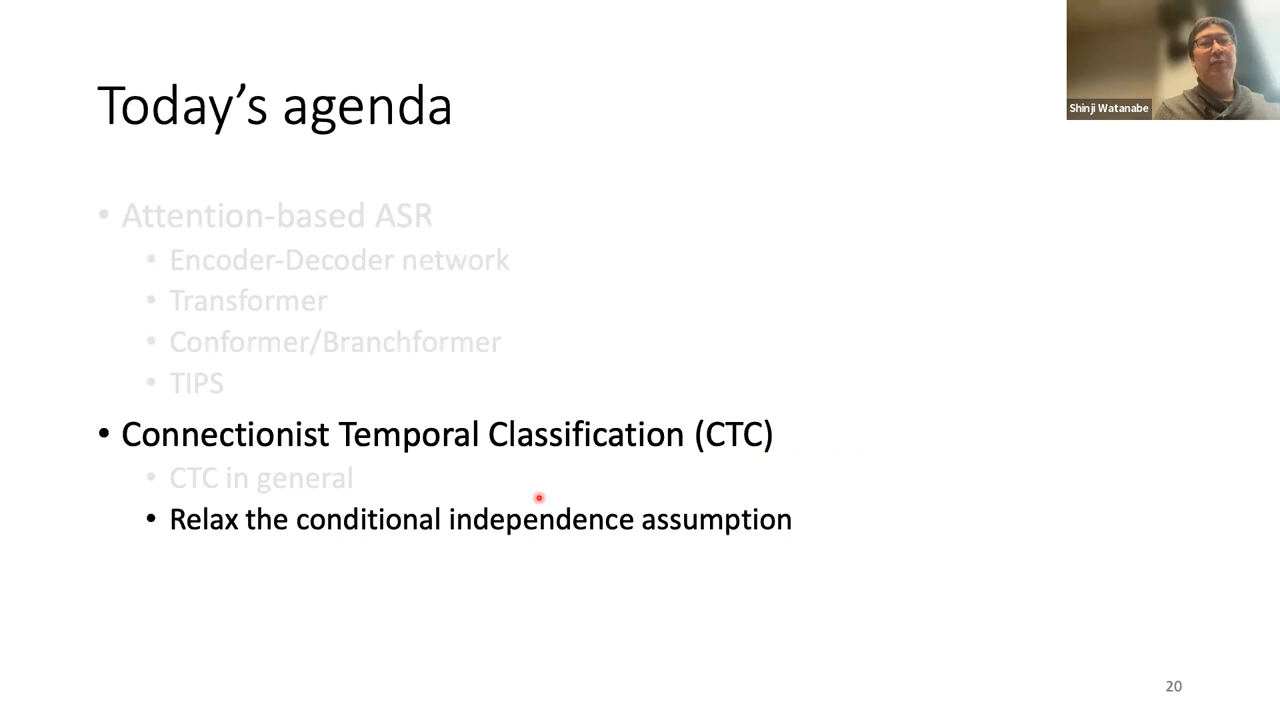 Shinji Watanabe
Today's agenda
• Attention-based ASR
• Encoder-Decoder network
• Transformer
• Conformer/Branchformer
• TIPS
• Connectionist Temporal Classification (CTC)
• CTC in general
• Relax the conditional independence assumption
20